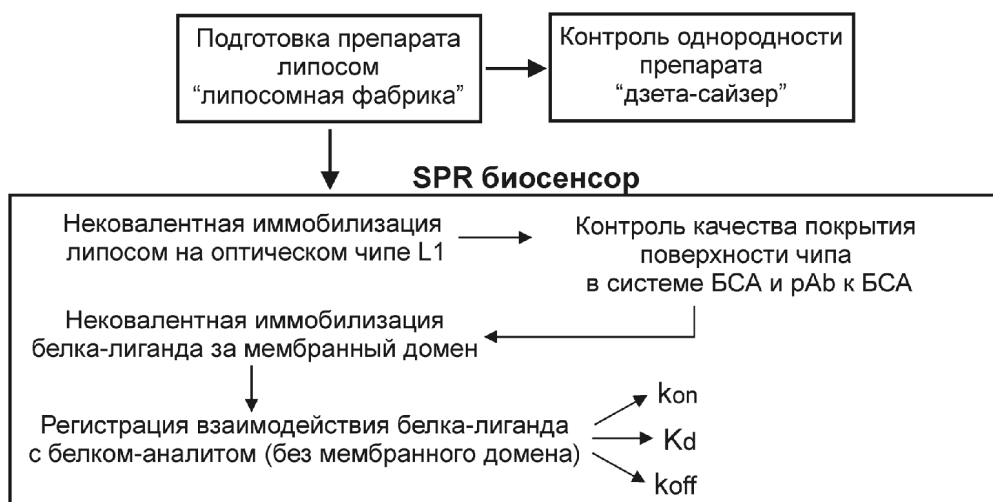 Подготовка препарата
липосом
“липосомная фабрика”
Контроль однородности
препарата
“дзета-сайзер”
SPR биосенсор
Нековалентная иммобилизация
липосом на оптическом чипе L1
Контроль качества покрытия
поверхности чипа
в системе БСА и pAb к БСА
Нековалентная иммобилизация
белка-лиганда за мембранный домен
Регистрация взаимодействия белка-лиганда
с белком-аналитом (без мембранного домена)
kon
Kd
koff